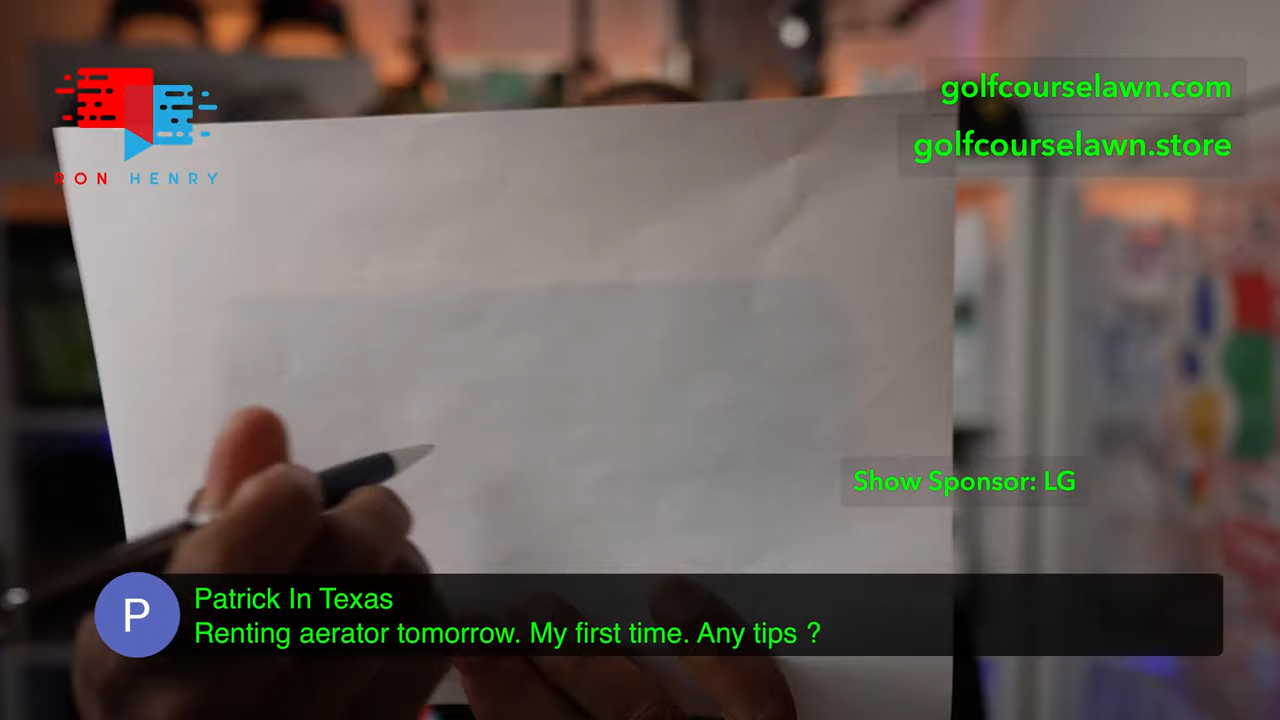 RON HENRY
golfcourselawn.com
golfcourselawn.store
Show Sponsor: LG
P
Patrick In Texas
Renting aerator tomorrow. My first time. Any tips ?